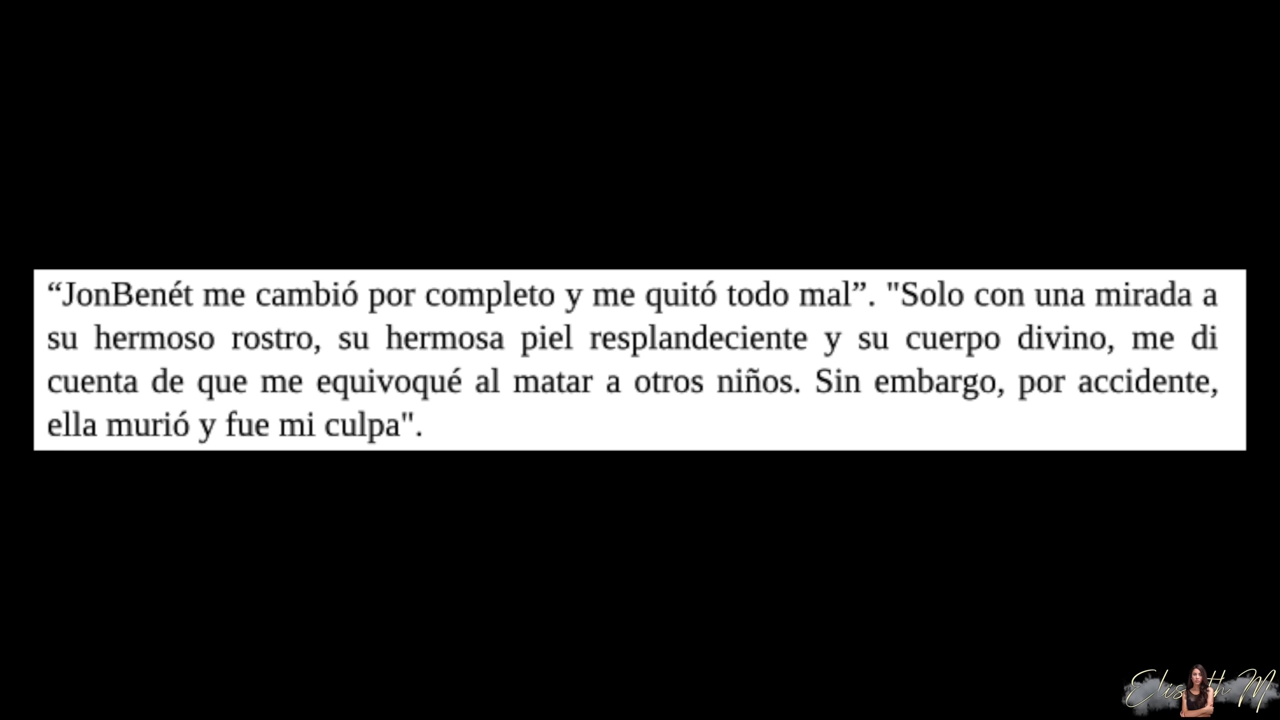 “JonBenét me cambió por completo y me quitó todo mal”. "Solo con una mirada a
su hermoso rostro, su hermosa piel resplandeciente y su cuerpo divino, me di
cuenta de que me equivoqué al matar a otros niños. Sin embargo, por accidente,
ella murió y fue mi culpa".